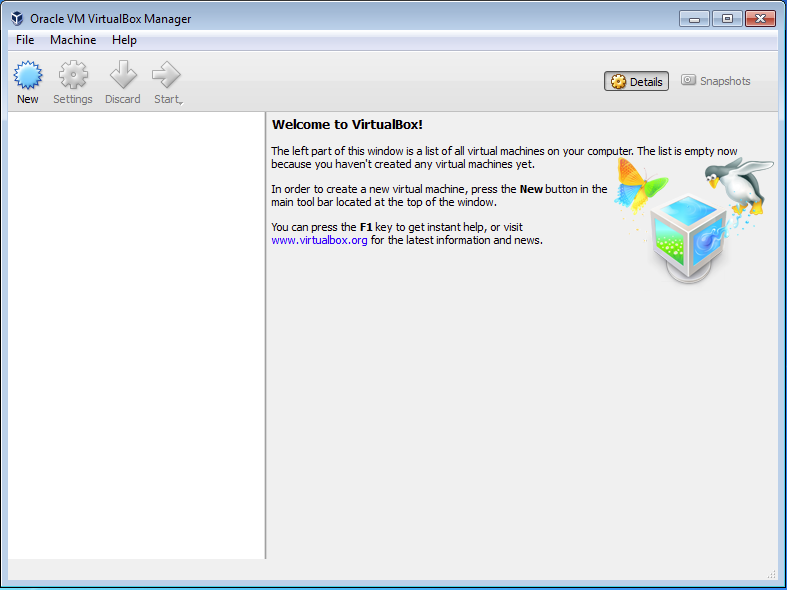 Oracle VM VirtualBox Manager
File Machine Help
New Settings Discard Start
Details Snapshots
Welcome to VirtualBox!
The left part of this window is a list of all virtual machines on your computer. The list is empty now
because you haven't created any virtual machines yet.
In order to create a new virtual machine, press the New button in the
main tool bar located at the top of the window.
You can press the F1 key to get instant help, or visit
www.virtualbox.org for the latest information and news.